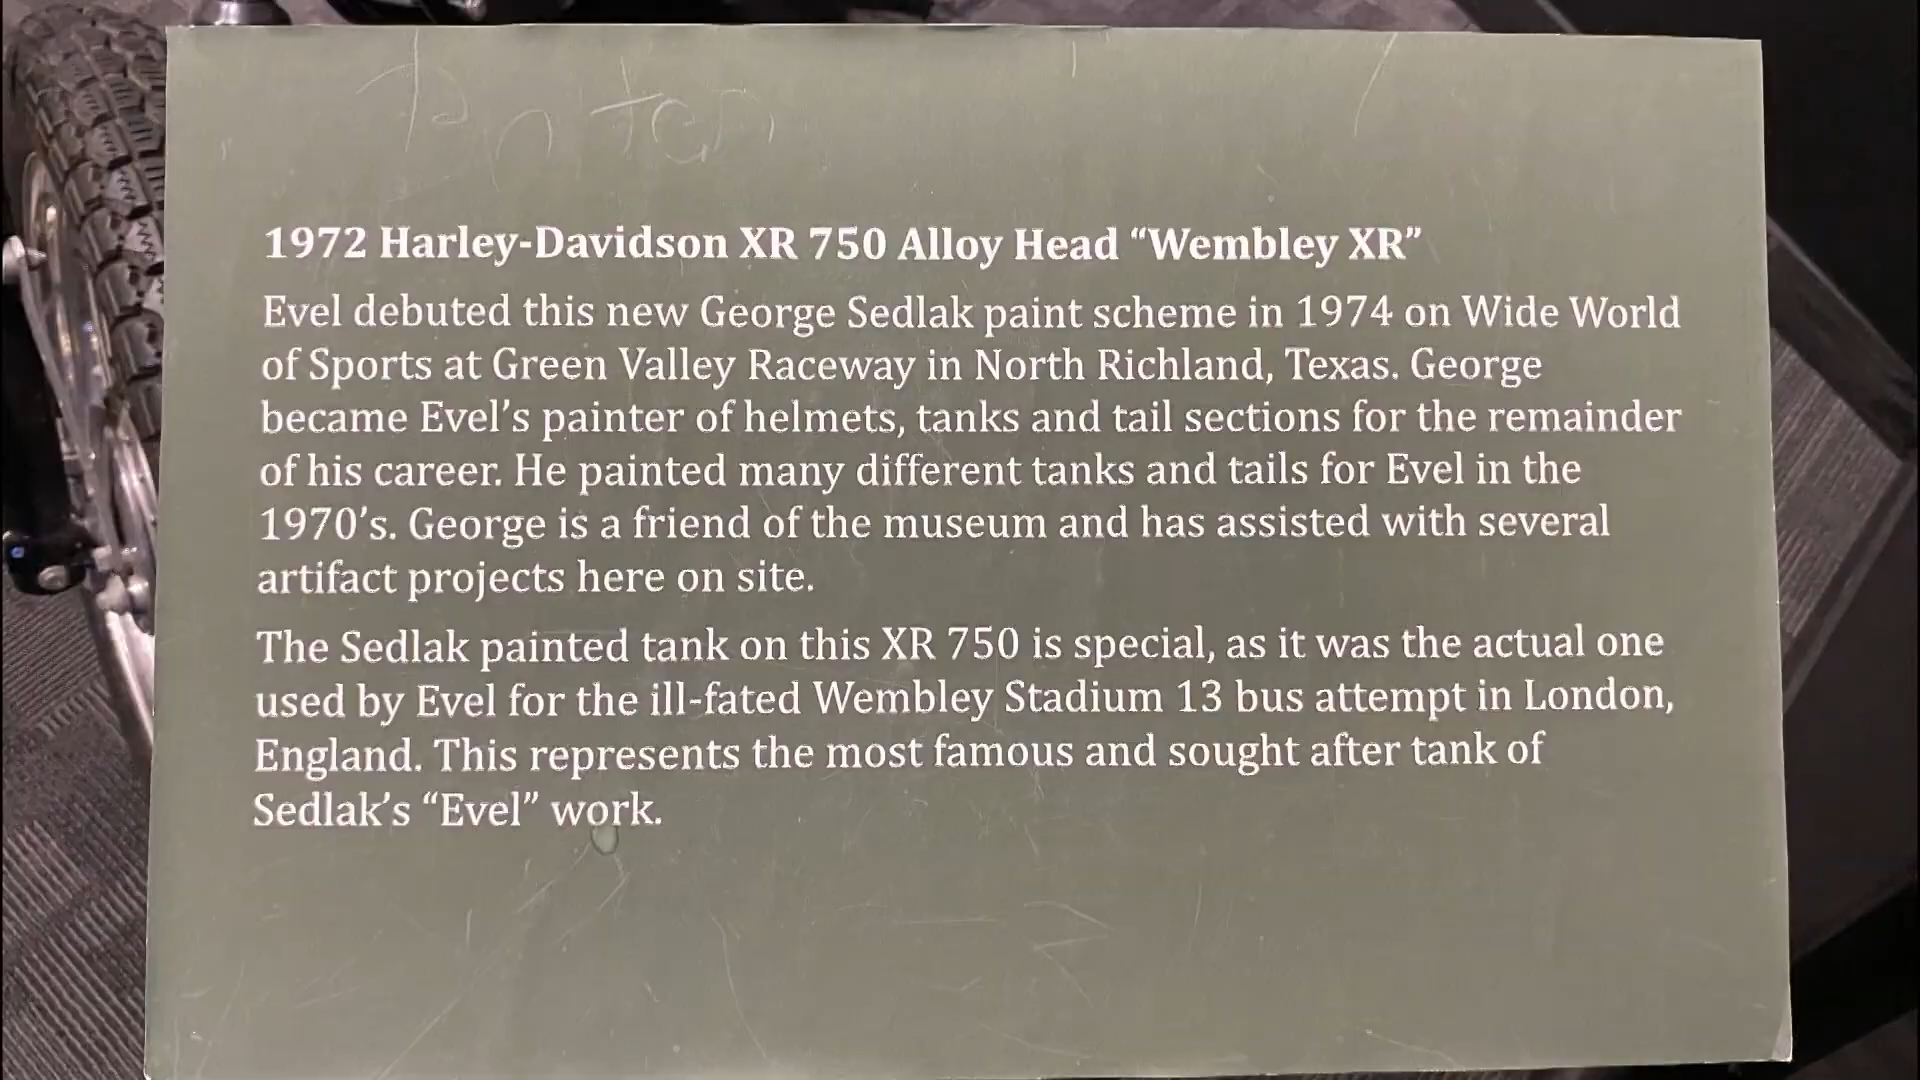 1972 Harley-Davidson XR 750 Alloy Head “Wembley XR”
Evel debuted this new George Sedlak paint scheme in 1974 on Wide World
of Sports at Green Valley Raceway in North Richland, Texas. George
became Evel’s painter of helmets, tanks and tail sections for the remainder
of his career. He painted many different tanks and tails for Evel in the
1970’s. George is a friend of the museum and has assisted with several
artifact projects here on site.
The Sedlak painted tank on this XR 750 is special, as it was the actual one
used by Evel for the ill-fated Wembley Stadium 13 bus attempt in London,
England. This represents the most famous and sought after tank of
Sedlak’s “Evel” work.